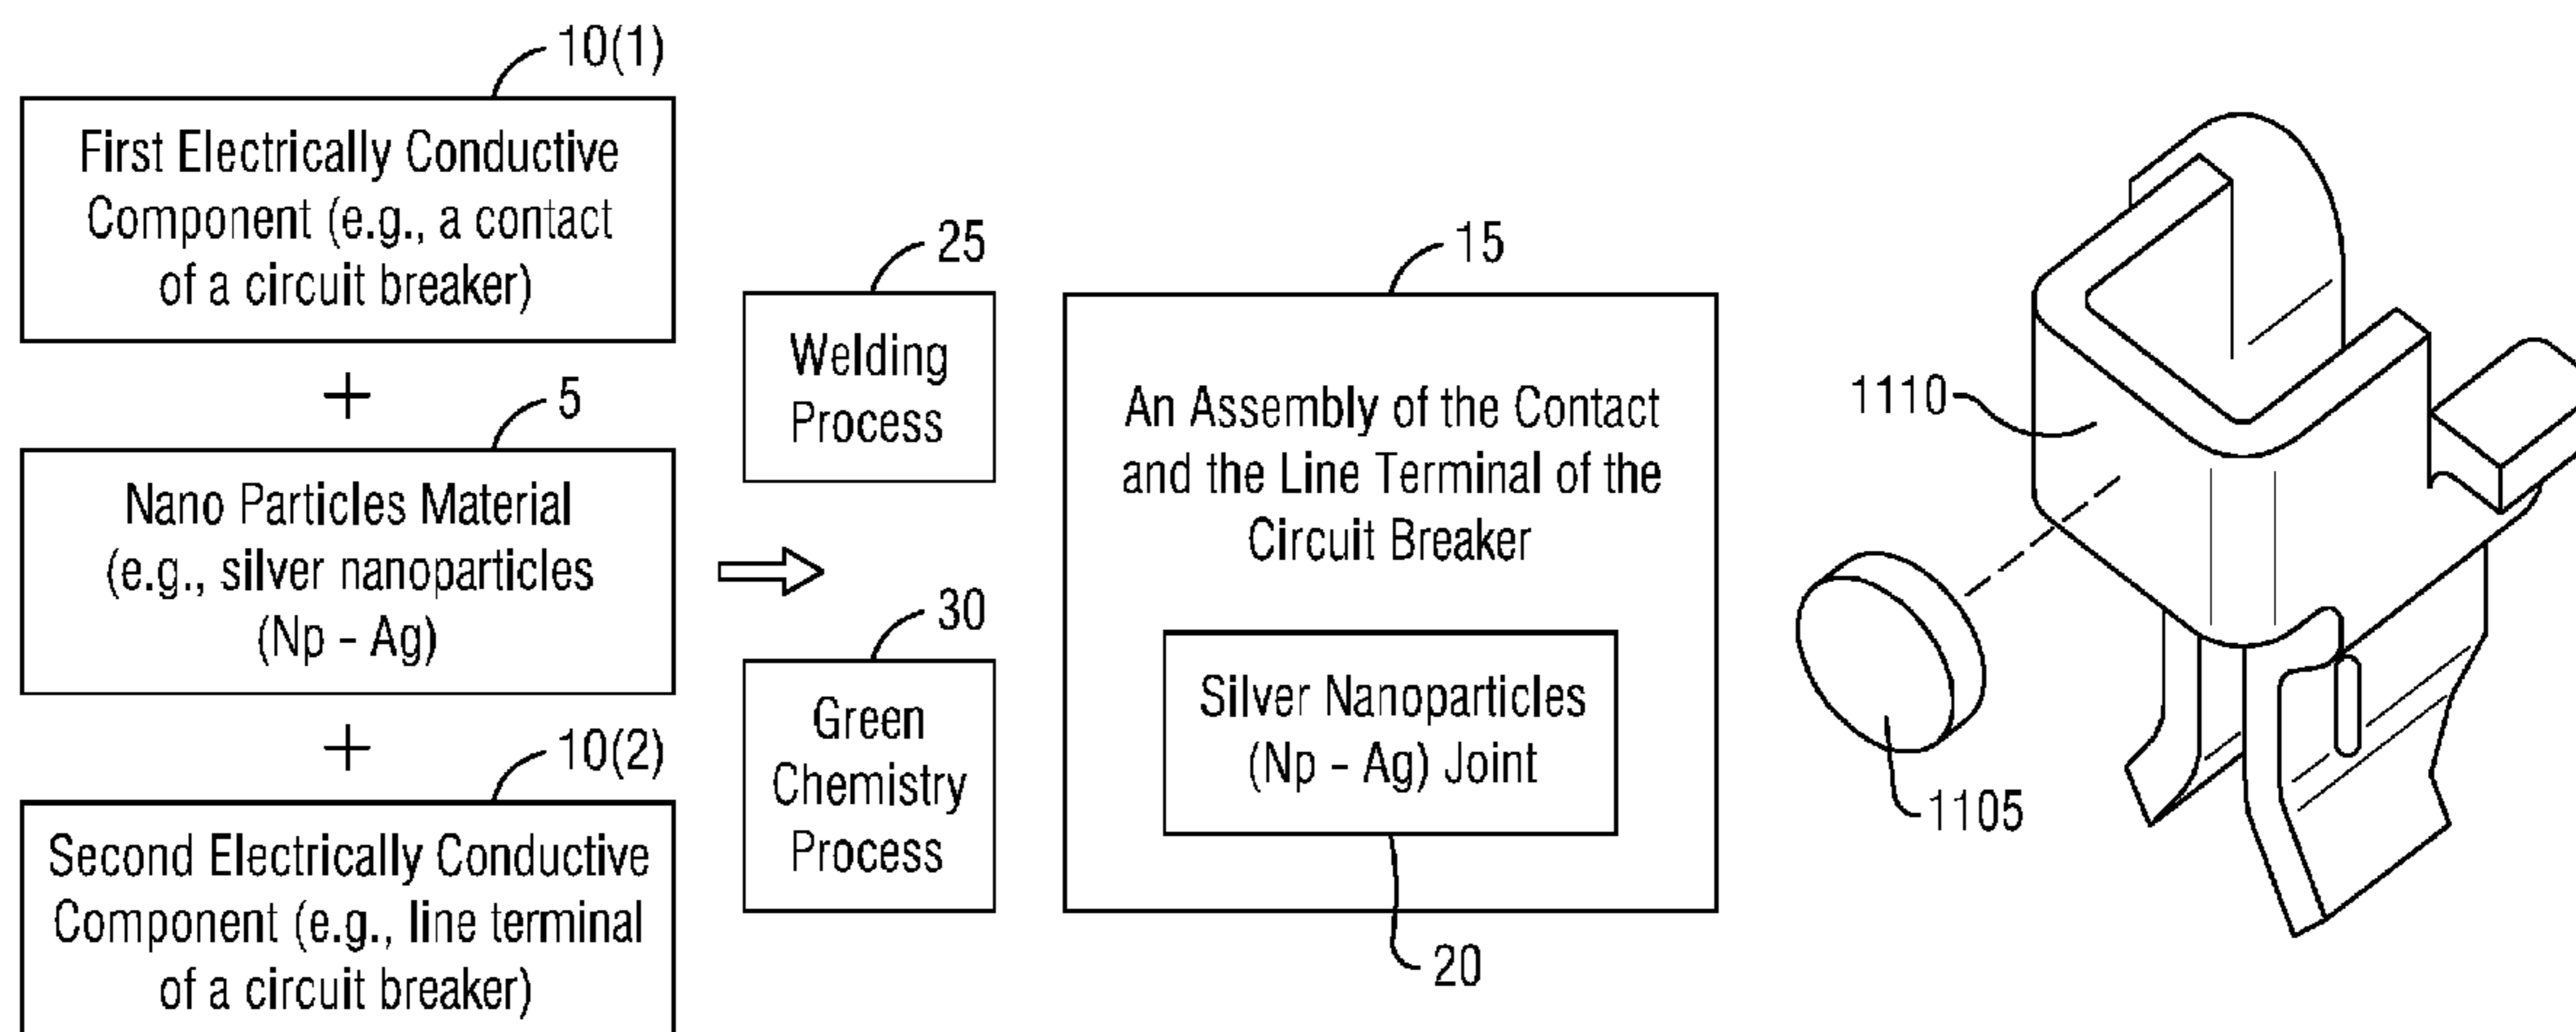 10(1)
First Electrically Conductive
Component (e.g., a contact
of a circuit breaker)
+
5
Nano Particles Material
(e.g., silver nanoparticles
(Np - Ag)
+
10(2)
Second Electrically Conductive
Component (e.g., line terminal
of a circuit breaker)
25
Welding
Process
30
Green
Chemistry
Process
15
An Assembly of the Contact
and the Line Terminal of the
Circuit Breaker
Silver Nanoparticles
(Np - Ag) Joint
20
1110
1105